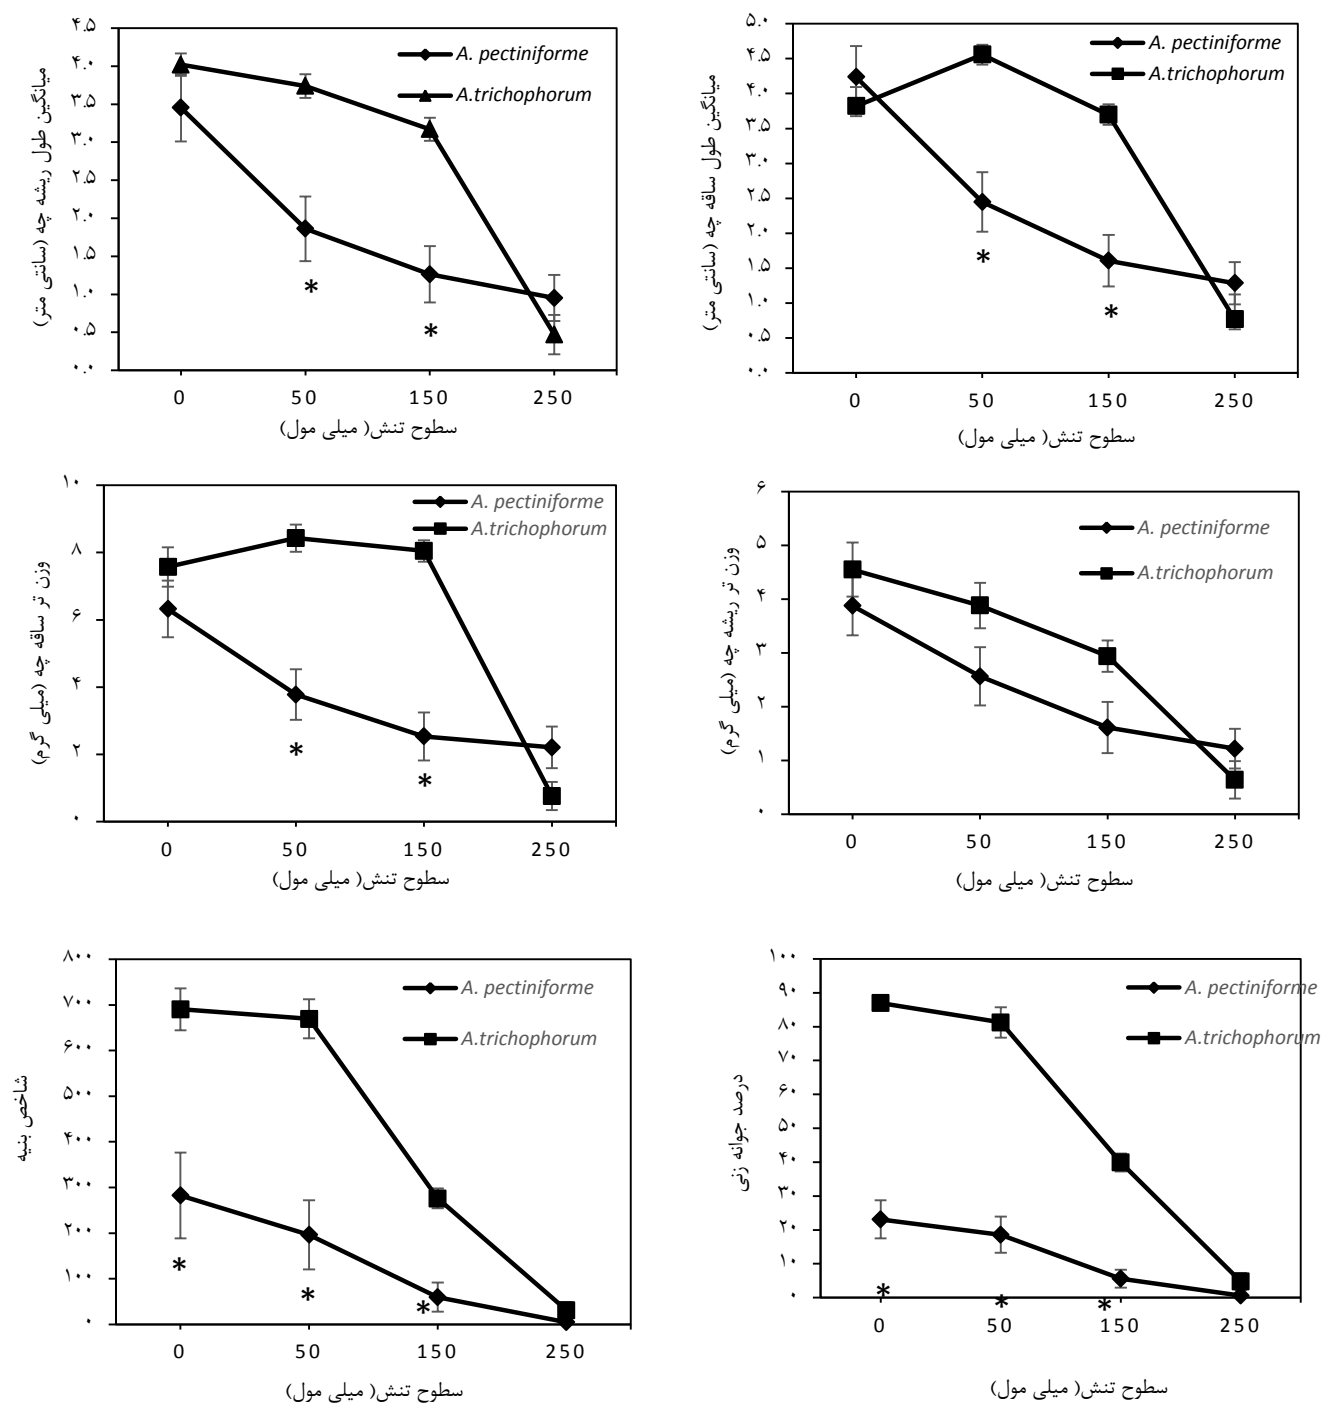 میانگین طول ریشه چه (سانتی متر)
۴.۵
۴.۰
۳.۵
۳.۰
۲.۵
۲.۰
۱.۵
۱.۰
۰.۵
۰.۰
A. pectiniforme
A.trichophorum
0 50 150 250
سطوح تنش( میلی مول)
میانگین طول ساقه چه (سانتی متر)
۵.۰
۴.۵
۴.۰
۳.۵
۳.۰
۲.۵
۲.۰
۱.۵
۱.۰
۰.۵
۰.۰
A. pectiniforme
A.trichophorum
* *
* *
0 50 150 250
سطوح تنش( میلی مول)
وزن تر ساقه چه (میلی گرم)
۱۰
۸
۶
۴
۲
۰
A. pectiniforme
A.trichophorum
* *
0 50 150 250
سطوح تنش( میلی مول)
وزن تر ریشه چه (میلی گرم)
۶
۵
۴
۳
۲
۱
۰
A. pectiniforme
A.trichophorum
0 50 150 250
سطوح تنش( میلی مول)
شاخص بنیه
۸۰۰
۷۰۰
۶۰۰
۵۰۰
۴۰۰
۳۰۰
۲۰۰
۱۰۰
۰
A. pectiniforme
A.trichophorum
* * *
0 50 150 250
سطوح تنش( میلی مول)
درصد جوانه زنی
۱۰۰
۹۰
۸۰
۷۰
۶۰
۵۰
۴۰
۳۰
۲۰
۱۰
۰
A. pectiniforme
A.trichophorum
* * *
0 50 150 250
سطوح تنش( میلی مول)